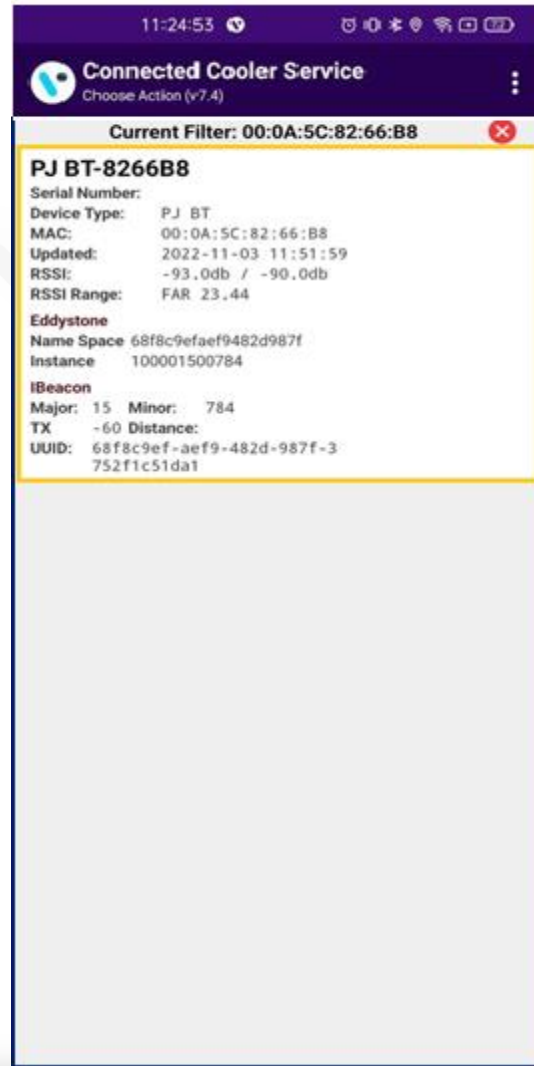 11:24:53
Connected Cooler Service
Choose Action (v7.4)
Current Filter: 00:0A:5C:82:66:B8
PJ BT-8266B8
Serial Number:
Device Type: PJ BT
MAC: 00:0A:5C:82:66:B8
Updated: 2022-11-03 11:51:59
RSSI: -93.0db / -90.0db
RSSI Range: FAR 23.44
Eddystone
Name Space 68f8c9efaef9482d987f
Instance 100001500784
IBeacon
Major: 15 Minor: 784
TX -60 Distance:
UUID: 68f8c9ef-aef9-482d-987f-3
752f1c51da1